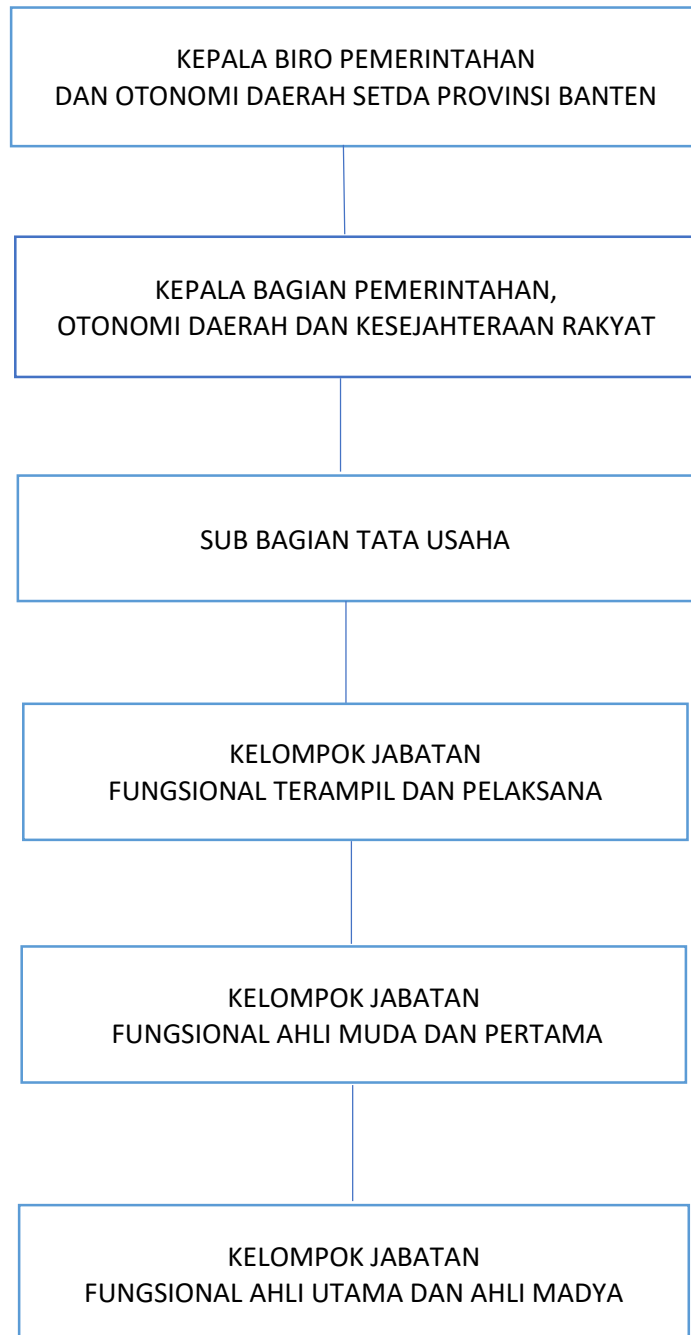 KEPALA BIRO PEMERINTAHAN
DAN OTONOMI DAERAH SETDA PROVINSI BANTEN
KEPALA BAGIAN PEMERINTAHAN,
OTONOMI DAERAH DAN KESEJAHTERAAN RAKYAT
SUB BAGIAN TATA USAHA
KELOMPOK JABATAN
FUNGSIONAL TERAMPIL DAN PELAKSANA
KELOMPOK JABATAN
FUNGSIONAL AHLI MUDA DAN PERTAMA
KELOMPOK JABATAN
FUNGSIONAL AHLI UTAMA DAN AHLI MADYA